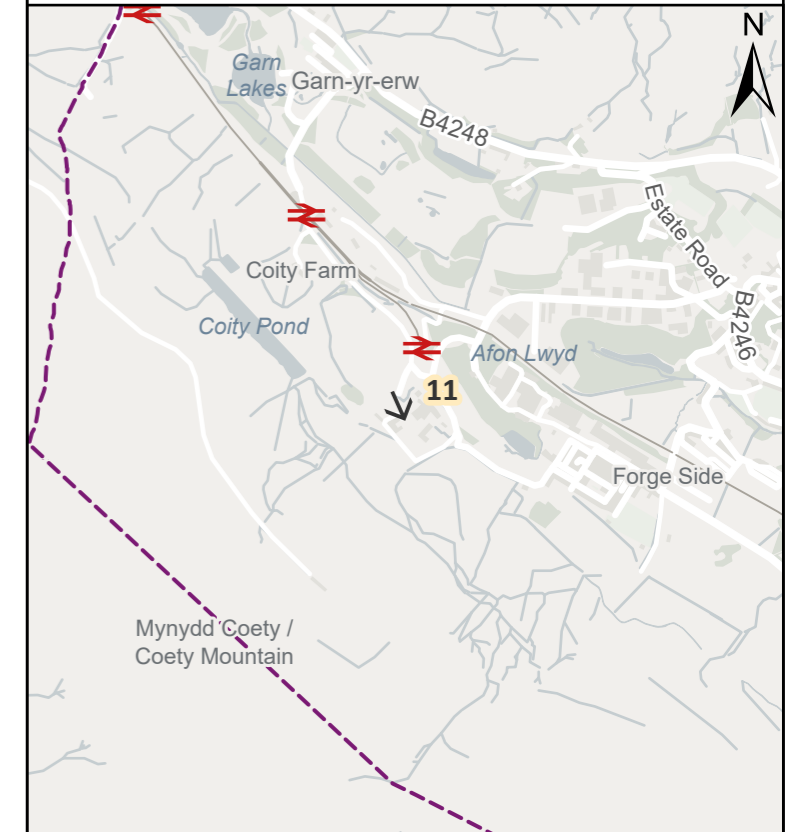 N
Garn
Lakes
Garn-yr-erw
B4248
Estate Road
Coity Farm
B4246
Coity Pond
Afon Lwyd
11
Forge Side
Mynydd Coety /
Coety Mountain